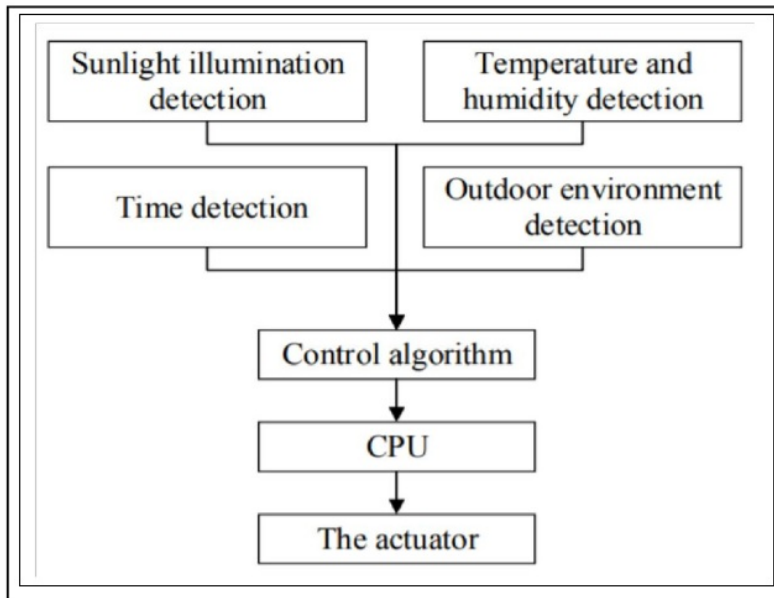 Sunlight illumination
detection
Temperature and
humidity detection
Time detection
Outdoor environment
detection
Control algorithm
CPU
The actuator